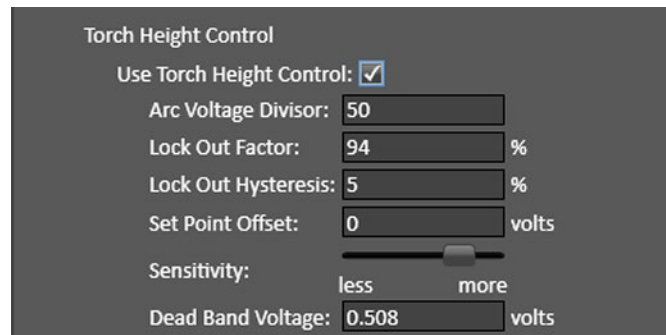 Torch Height Control
Use Torch Height Control:
Arc Voltage Divisor: 50
Lock Out Factor: 94 %
Lock Out Hysteresis: 5 %
Set Point Offset: 0 volts
Sensitivity:
less more
Dead Band Voltage: 0.508 volts